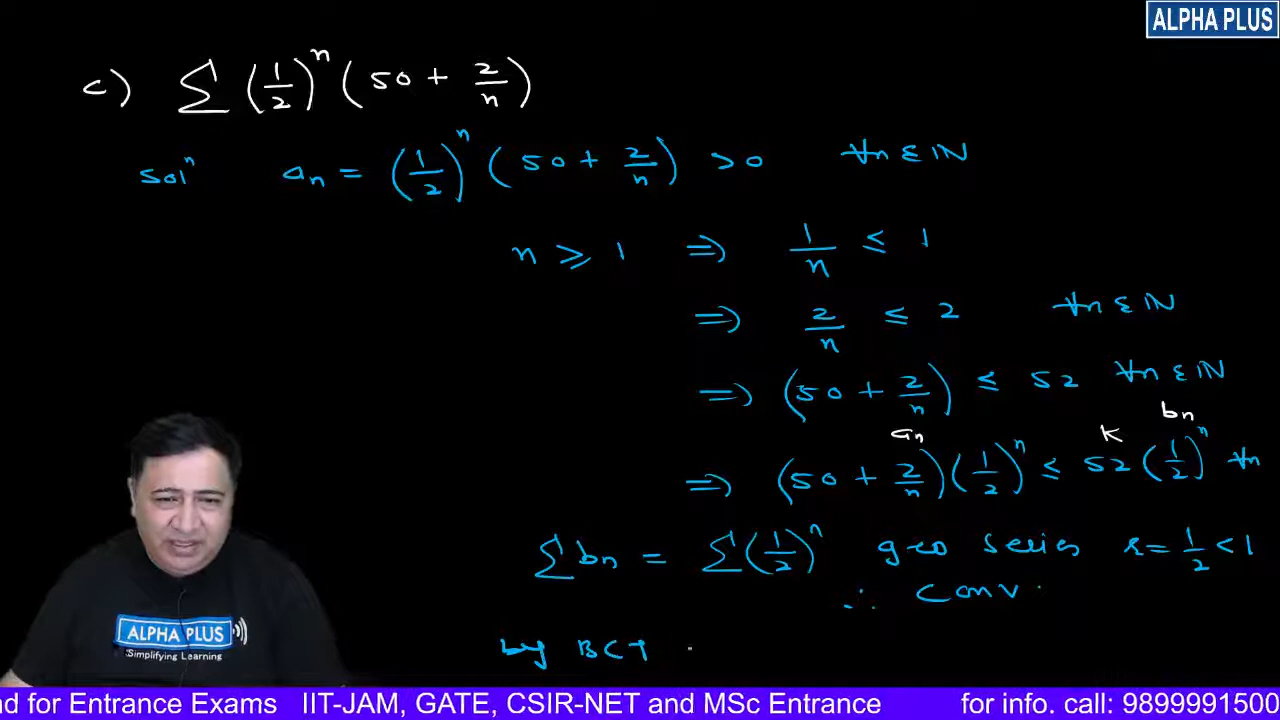 ALPHA PLUS
c) ∑ (1/2)^n (50 + 2/n)
solⁿ a_n = (1/2)^n (50 + 2/n) > 0 ∀n ∈ ℕ
n ≥ 1 ⇒ 1/n ≤ 1
⇒ 2/n ≤ 2 ∀n ∈ ℕ
⇒ (50 + 2/n) ≤ 52 ∀n ∈ ℕ
a_n K b_n
⇒ (50 + 2/n)(1/2)^n ≤ 52 (1/2)^n ∀n
∑ b_n = ∑ (1/2)^n geo series r = 1/2 < 1
∴ conv.
by BCT
ALPHA PLUS
Simplifying Learning
nd for Entrance Exams IIT-JAM, GATE, CSIR-NET and MSc Entrance for info. call: 9899991500